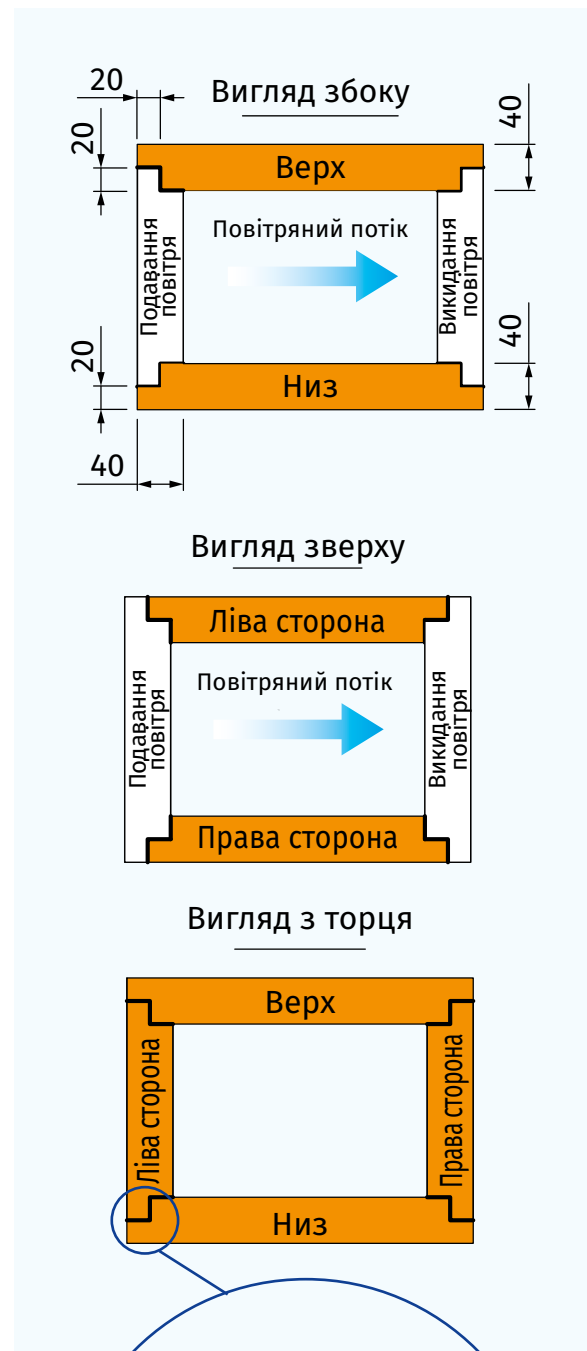 20
Вигляд збоку
40
20
Верх
Повітряний потік
Подавання
повітря
Викидання
повітря
20
40
Низ
40
Вигляд зверху
Ліва сторона
Повітряний потік
Подавання
повітря
Викидання
повітря
Права сторона
Вигляд з торця
Верх
Ліва сторона
Права сторона
Низ